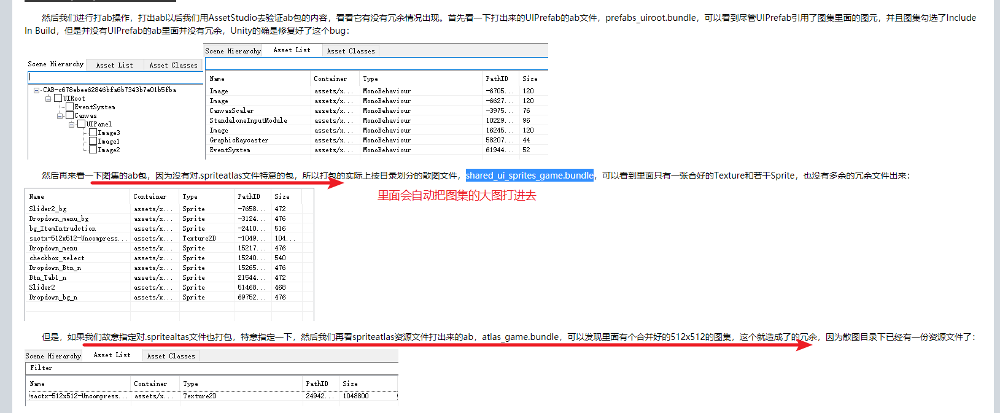 然后我们进行打ab操作，打出ab以后我们用AssetStudio去验证ab包的内容，看看它有没有冗余情况出现。首先看一下打出来的UIPrefab的ab文件，prefabs_uiroot.bundle，可以看到尽管UIPrefab引用了图集里面的图元，并且图集勾选了Include
In Build，但是并没有UIPrefab的ab里面并没有冗余，Unity的确是修复好了这个bug：
Scene Hierarchy Asset List Asset Classes
CAB-c678ebee62846bfa6b7343b7e01b5fba
UIRoot
EventSystem
Canvas
UIPanel
Image3
Image1
Image2
Scene Hierarchy Asset List Asset Classes
Name Container Type PathID Size
Image assets/x... MonoBehaviour -6705... 120
Image assets/x... MonoBehaviour -6627... 120
CanvasScaler assets/x... MonoBehaviour -3975... 76
StandaloneInputModule assets/x... MonoBehaviour 10229... 96
Image assets/x... MonoBehaviour 16245... 120
GraphicRaycaster assets/x... MonoBehaviour 58207... 44
EventSystem assets/x... MonoBehaviour 61944... 52
然后再来看一下图集的ab包，因为没有对.spriteatlas文件特意的包，所以打包的实际上按目录划分的散图文件，shared_ui_sprites_game.bundle，可以看到里面只有一张合好的Texture和若干Sprite，也没有多余的冗余文件出来：
里面会自动把图集的大图打进去
Name Container Type PathID Size
Slider2_bg assets/x... Sprite -7658... 472
Dropdown_menu_bg assets/x... Sprite -3124... 476
bg_ItemIntrudction assets/x... Sprite -2410... 516
sactx-512x512-Uncompress... assets/x... Texture2D -1049... 104...
Dropdown_menu assets/x... Sprite 15217... 476
checkbox_select assets/x... Sprite 15240... 540
Dropdown_Btn_n assets/x... Sprite 15265... 476
Btn_Tab1_n assets/x... Sprite 21544... 472
Slider2 assets/x... Sprite 51468... 468
Dropdown_bg_n assets/x... Sprite 69752... 476
但是，如果我们故意指定对.spritealtas文件也打包，特意指定一下，然后我们再看spriteatlas资源文件打出来的ab，atlas_game.bundle，可以发现里面有个合并好的512x512的图集，这个就造成了的冗余，因为散图目录下已经有一份资源文件了：
Scene Hierarchy Asset List Asset Classes
Filter
Name Container Type PathID Size
sactx-512x512-Uncompress... assets/x... Texture2D 24942... 1048800